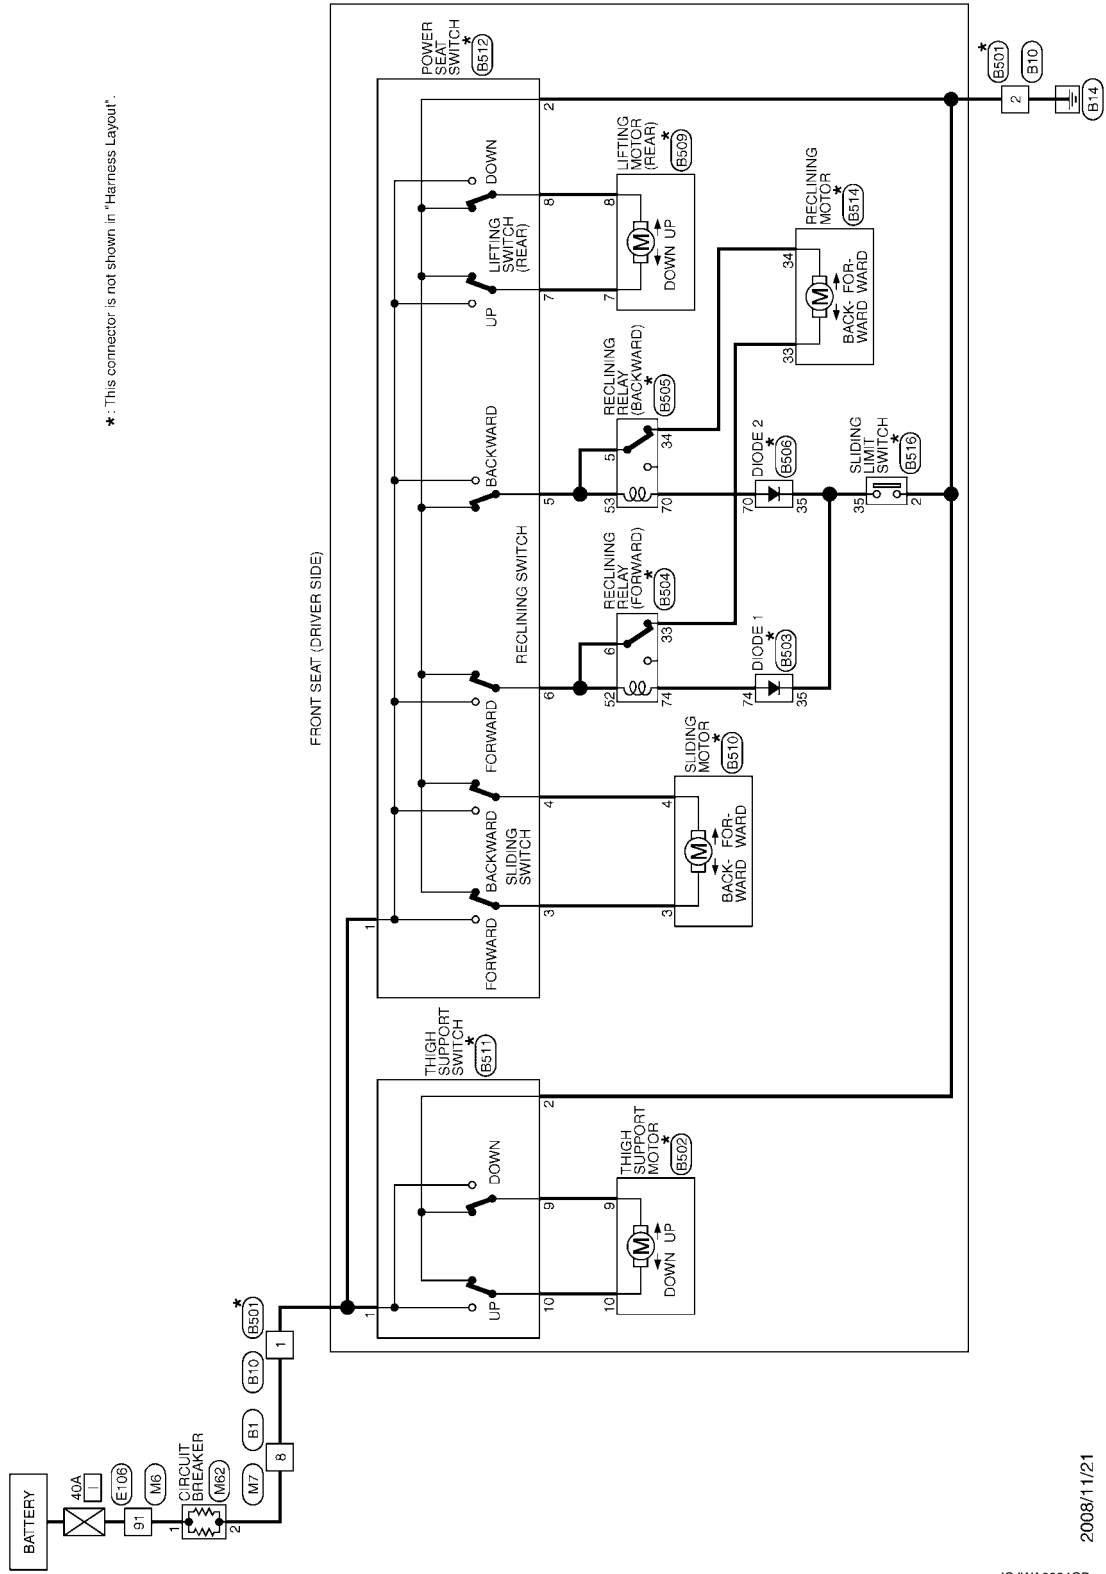 *: This connector is not shown in "Harness Layout".
BATTERY
40A
I
E106
91
M6
1
CIRCUIT
BREAKER
M62
2
M7
8
B1
B10
1
* B501
FRONT SEAT (DRIVER SIDE)
1
THIGH
SUPPORT
SWITCH
*
B511
UP
DOWN
10
9
2
10
9
THIGH
SUPPORT
MOTOR
*
B502
DOWN
UP
1
POWER
SEAT
SWITCH
*
B512
FORWARD
BACKWARD
SLIDING
SWITCH
FORWARD
BACKWARD
RECLINING SWITCH
UP
DOWN
LIFTING
SWITCH
(REAR)
3
4
6
5
7
8
2
3
4
SLIDING
MOTOR
*
B510
BACK-
WARD
FOR-
WARD
52
6
RECLINING
RELAY
(FORWARD)
*
B504
74
33
53
5
RECLINING
RELAY
(BACKWARD)
*
B505
70
34
7
8
LIFTING
MOTOR
(REAR)
*
B509
DOWN
UP
74
DIODE 1
*
B503
35
70
DIODE 2
*
B506
35
33
34
RECLINING
MOTOR
*
B514
BACK-
WARD
FOR-
WARD
35
SLIDING
LIMIT
SWITCH
*
B516
2
M
M
M
M
* B501
2
B10
B14
2008/11/21